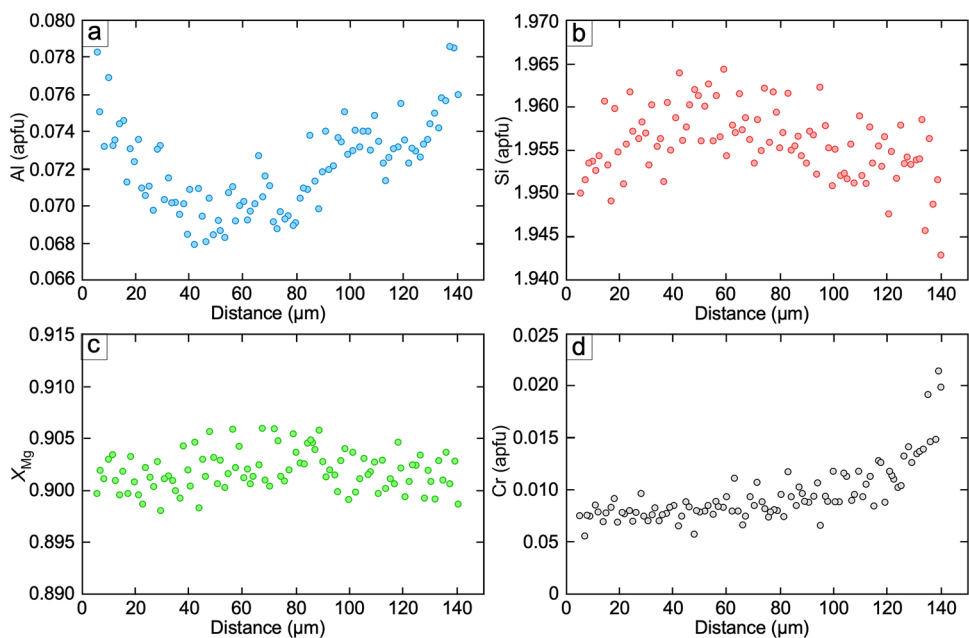 a
0.080
0.078
0.076
0.074
0.072
0.070
0.068
0.066
Al (apfu)
0 20 40 60 80 100 120 140
Distance (µm)
b
1.970
1.965
1.960
1.955
1.950
1.945
1.940
Si (apfu)
0 20 40 60 80 100 120 140
Distance (µm)
c
0.915
0.910
0.905
0.900
0.895
0.890
XMg
0 20 40 60 80 100 120 140
Distance (µm)
d
0.025
0.020
0.015
0.010
0.05
0
Cr (apfu)
0 20 40 60 80 100 120 140
Distance (µm)